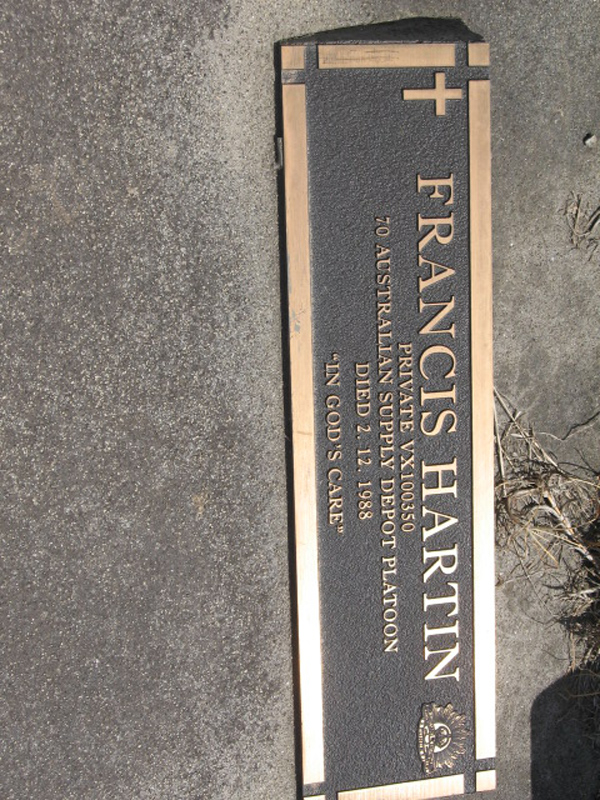 FRANCIS HARTIN
PRIVATE VX100350
70 AUSTRALIAN SUPPLY DEPOT PLATOON
DIED 2. 12. 1988
"IN GOD'S CARE"